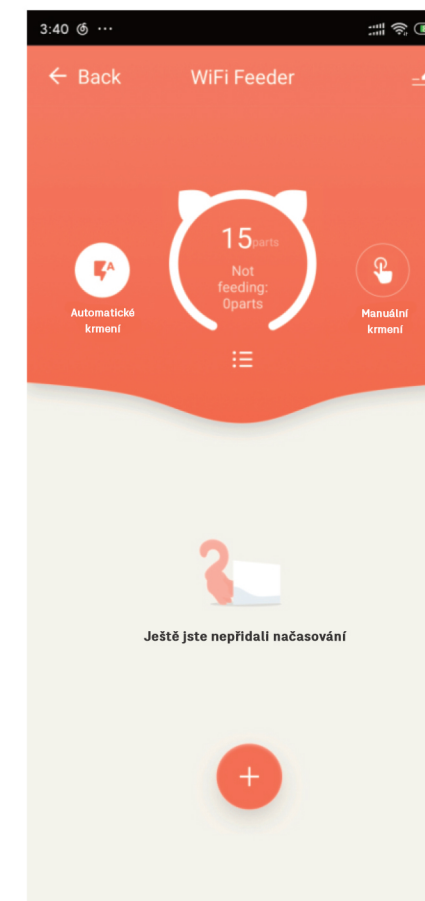 3:40 ...
← Back WiFi Feeder
15parts
Not
feeding:
0parts
A
Automatické
krmení
Manuální
krmení
Ještě jste nepřidali načasování
+